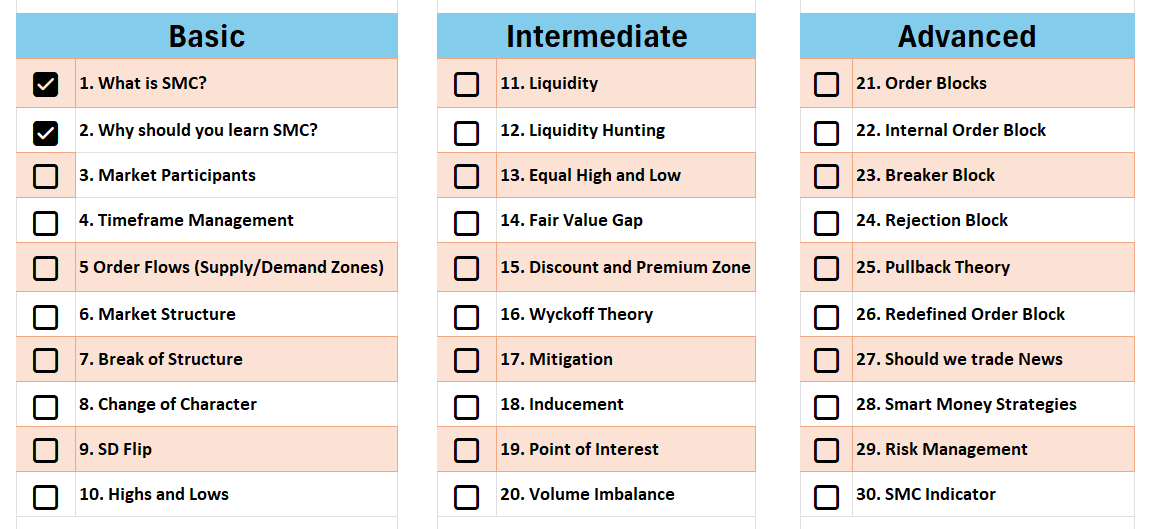 Basic
1. What is SMC?
2. Why should you learn SMC?
3. Market Participants
4. Timeframe Management
5 Order Flows (Supply/Demand Zones)
6. Market Structure
7. Break of Structure
8. Change of Character
9. SD Flip
10. Highs and Lows
Intermediate
11. Liquidity
12. Liquidity Hunting
13. Equal High and Low
14. Fair Value Gap
15. Discount and Premium Zone
16. Wyckoff Theory
17. Mitigation
18. Inducement
19. Point of Interest
20. Volume Imbalance
Advanced
21. Order Blocks
22. Internal Order Block
23. Breaker Block
24. Rejection Block
25. Pullback Theory
26. Redefined Order Block
27. Should we trade News
28. Smart Money Strategies
29. Risk Management
30. SMC Indicator